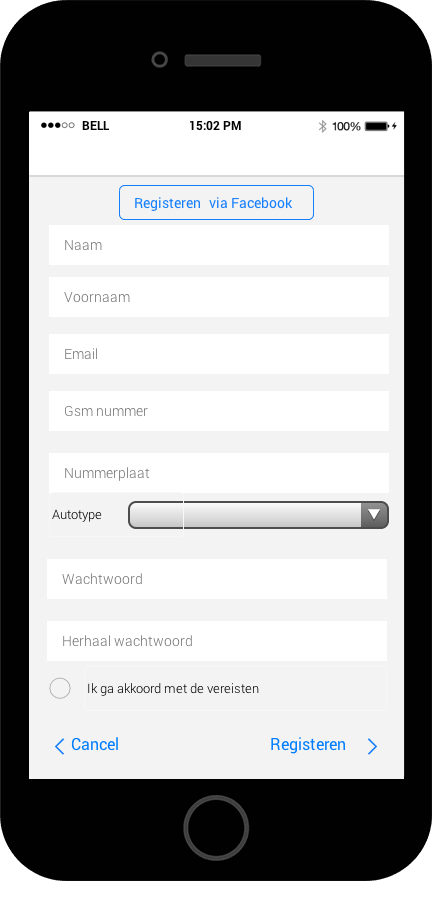 BELL 15:02 PM 100%
Registeren via Facebook
Naam
Voornaam
Email
Gsm nummer
Nummerplaat
Autotype
Wachtwoord
Herhaal wachtwoord
Ik ga akkoord met de vereisten
Cancel Registeren